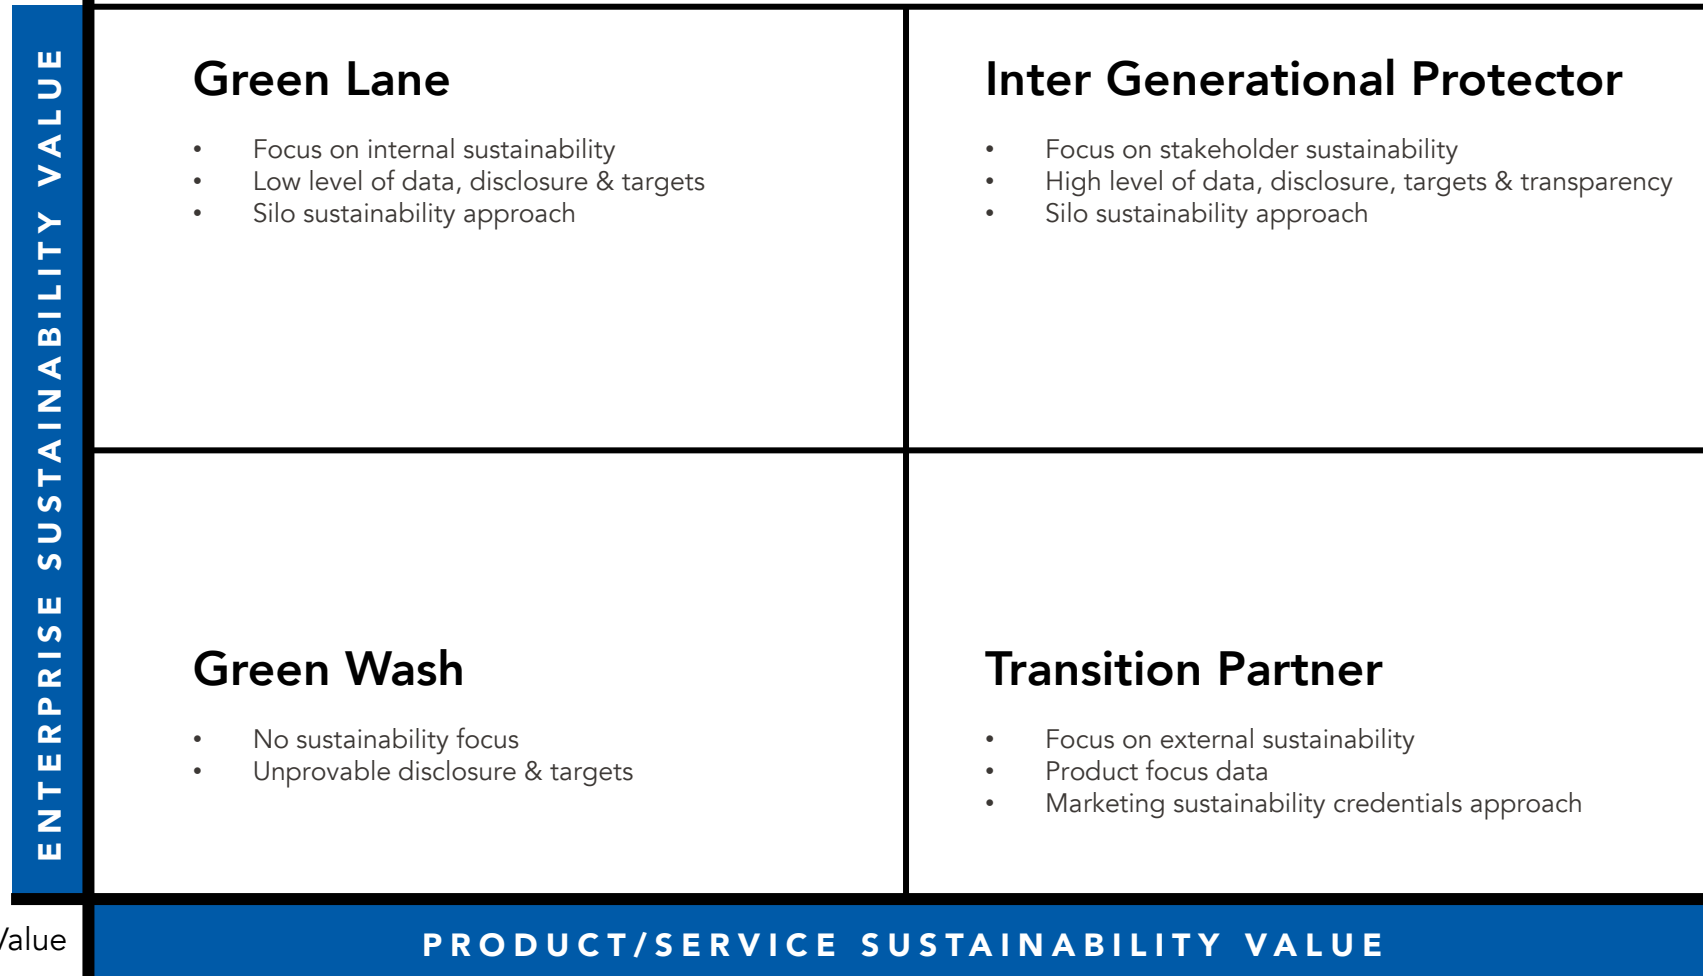 ENTERPRISE SUSTAINABILITY VALUE
Green Lane
• Focus on internal sustainability
• Low level of data, disclosure & targets
• Silo sustainability approach
Inter Generational Protector
• Focus on stakeholder sustainability
• High level of data, disclosure, targets & transparency
• Silo sustainability approach
Green Wash
• No sustainability focus
• Unprovable disclosure & targets
Transition Partner
• Focus on external sustainability
• Product focus data
• Marketing sustainability credentials approach
Value
PRODUCT/SERVICE SUSTAINABILITY VALUE